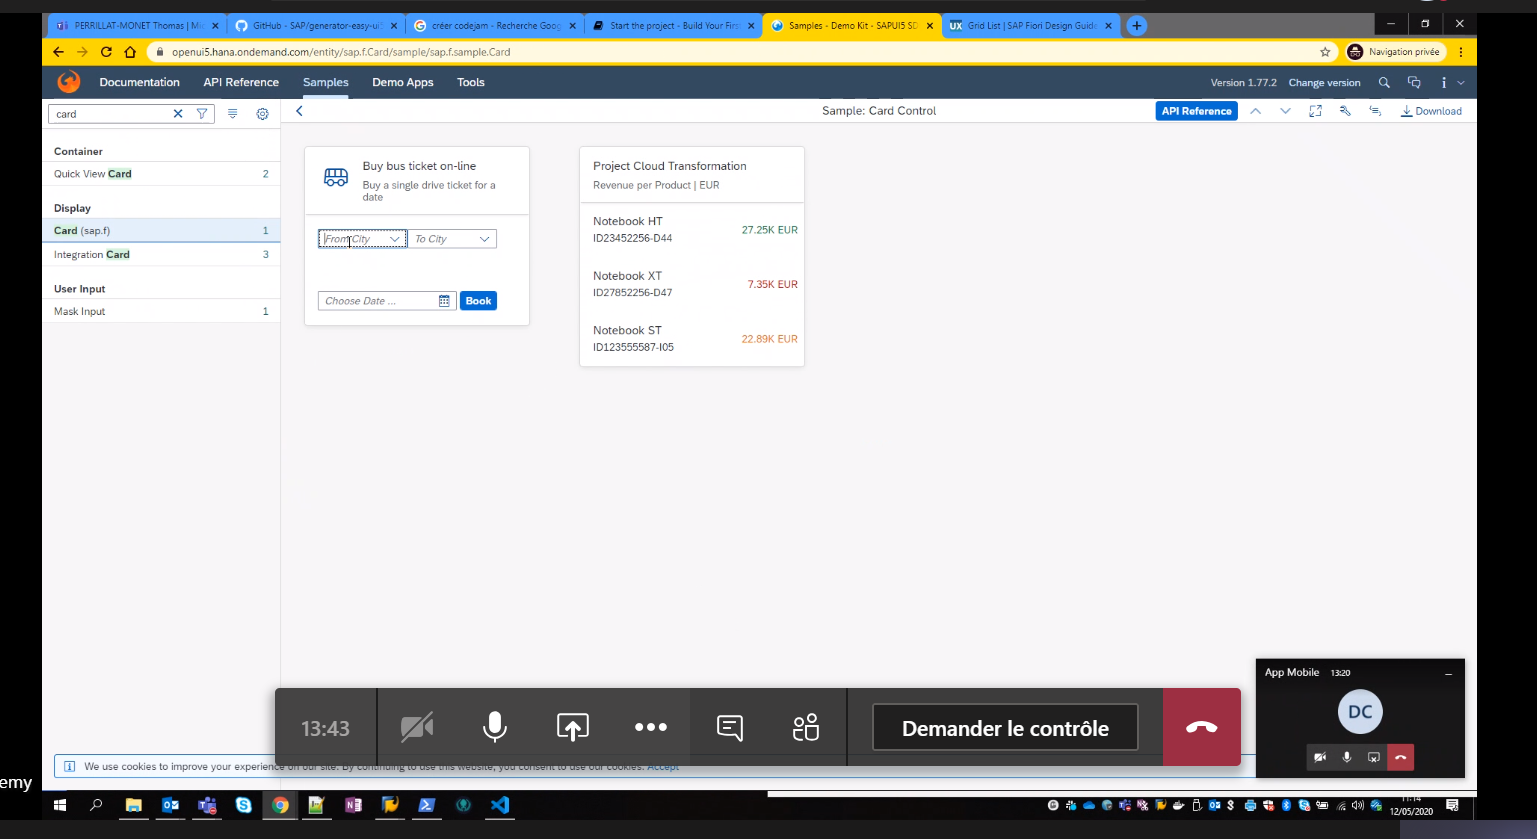 PERRILLAT-MONET Thomas | Mi
GitHub - SAP/generator-easy-ui5
créer codejam - Recherche Goog
Start the project - Build Your Firs
Samples - Demo Kit - SAPUI5 SD
UX Grid List | SAP Fiori Design Guide
openui5.hana.ondemand.com/entity/sap.f.Card/sample/sap.f.sample.Card
Navigation privée
Documentation API Reference Samples Demo Apps Tools
Version 1.77.2 Change version
card
Sample: Card Control
API Reference
Download
Container
Quick View Card 2
Display
Card (sap.f) 1
Integration Card 3
User Input
Mask Input 1
Buy bus ticket on-line
Buy a single drive ticket for a
date
From City
To City
Choose Date ...
Book
Project Cloud Transformation
Revenue per Product | EUR
Notebook HT
ID23452256-D44
27.25K EUR
Notebook XT
ID27852256-D47
7.35K EUR
Notebook ST
ID123555587-I05
22.89K EUR
App Mobile 13:20
DC
13:43
Demander le contrôle
We use cookies to improve your experience on our site. By continuing to use this website, you consent to use our cookies. Accept
emy
11:14
12/05/2020